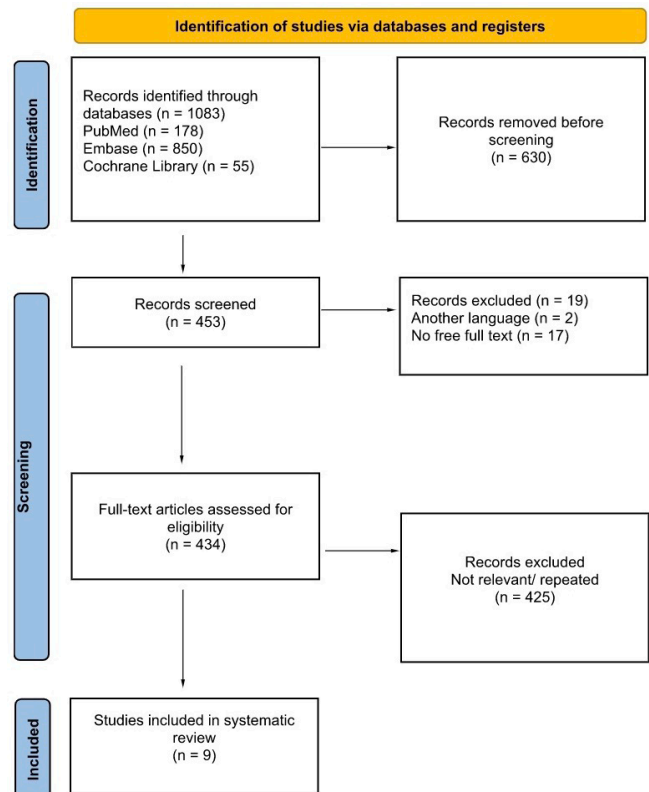 Identification of studies via databases and registers
Identification
Records identified through
databases (n = 1083)
PubMed (n = 178)
Embase (n = 850)
Cochrane Library (n = 55)
Records removed before
screening
(n = 630)
Screening
Records screened
(n = 453)
Records excluded (n = 19)
Another language (n = 2)
No free full text (n = 17)
Full-text articles assessed for
eligibility
(n = 434)
Records excluded
Not relevant/ repeated
(n = 425)
Included
Studies included in systematic
review
(n = 9)